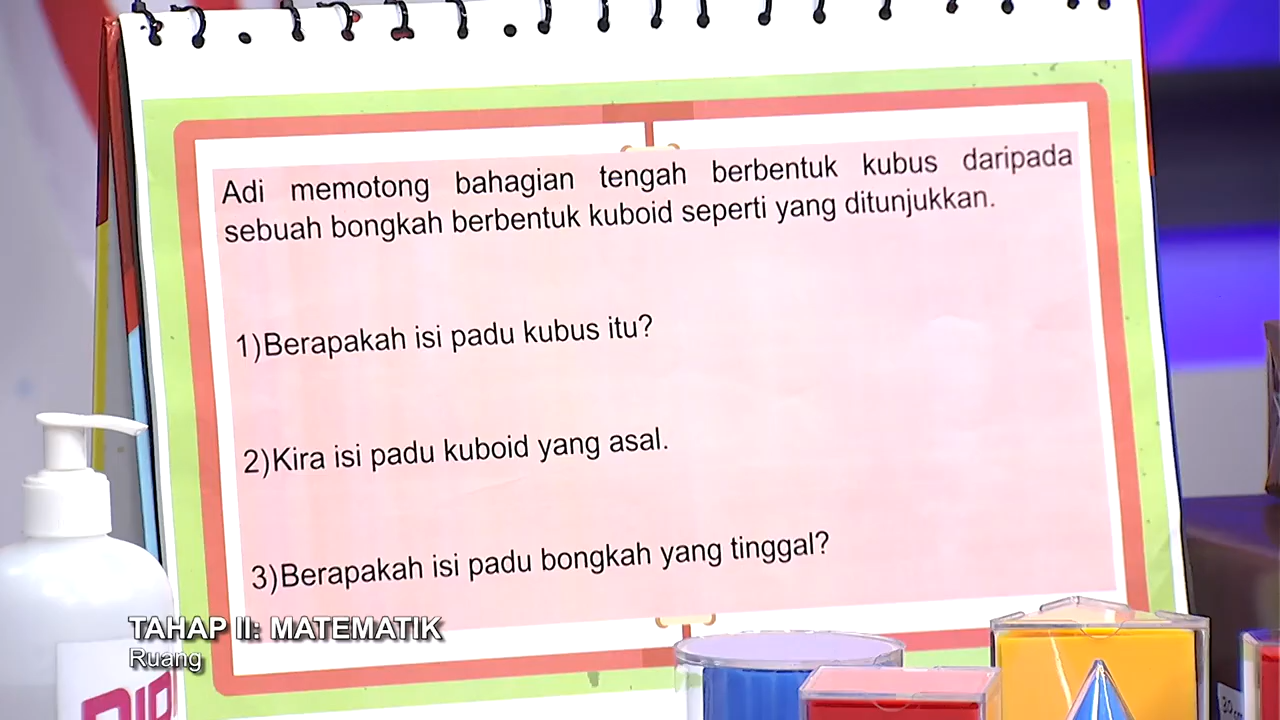 Adi memotong bahagian tengah berbentuk kubus daripada
sebuah bongkah berbentuk kuboid seperti yang ditunjukkan.
1)Berapakah isi padu kubus itu?
2)Kira isi padu kuboid yang asal.
3)Berapakah isi padu bongkah yang tinggal?
TAHAP II: MATEMATIK
Ruang